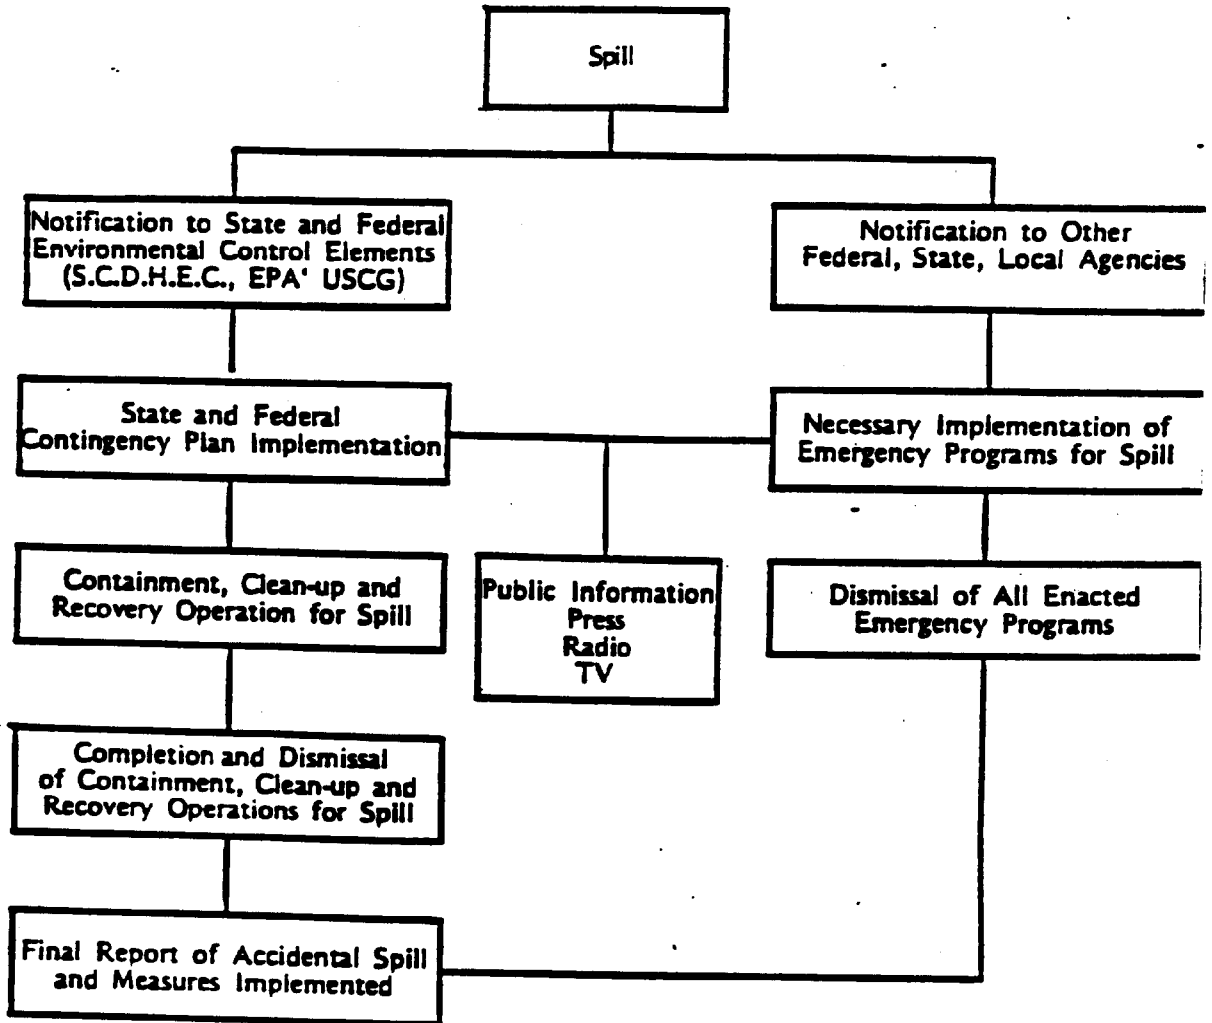 Spill
Notification to State and Federal
Environmental Control Elements
(S.C.D.H.E.C., EPA' USCG)
Notification to Other
Federal, State, Local Agencies
State and Federal
Contingency Plan Implementation
Necessary Implementation of
Emergency Programs for Spill
Containment, Clean-up and
Recovery Operation for Spill
Public Information
Press
Radio
TV
Dismissal of All Enacted
Emergency Programs
Completion and Dismissal
of Containment, Clean-up and
Recovery Operations for Spill
Final Report of Accidental Spill
and Measures Implemented